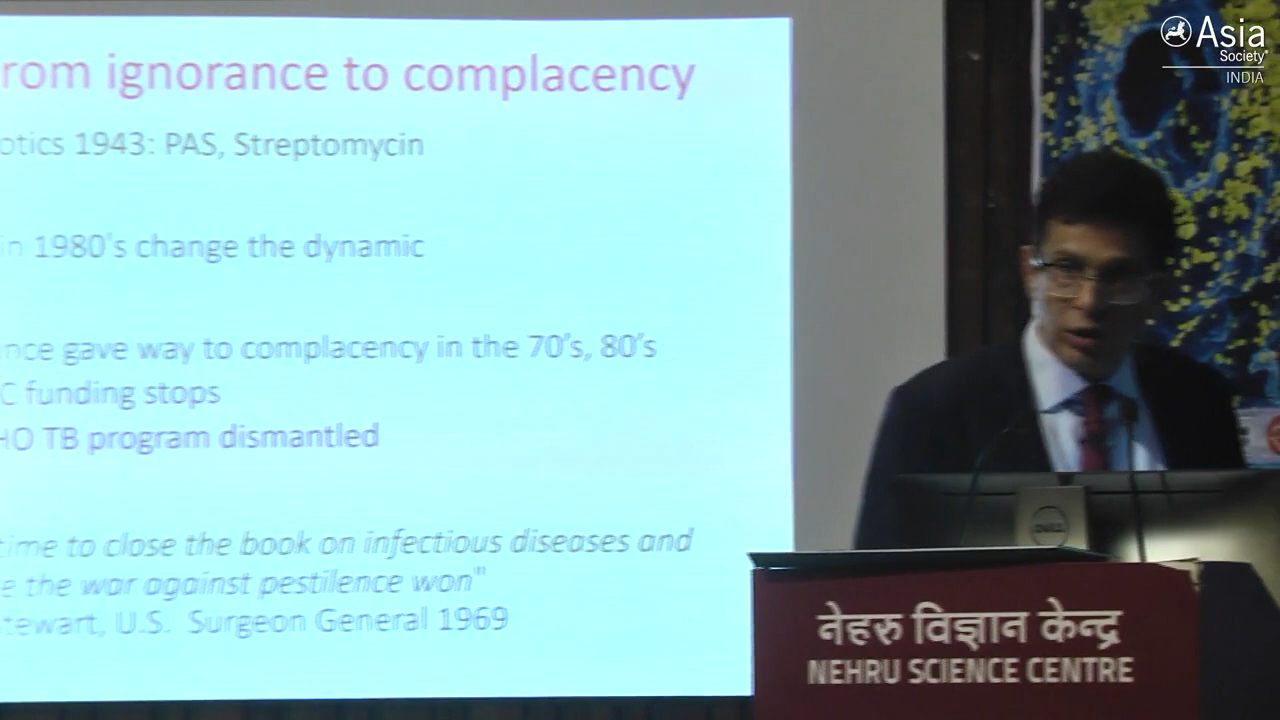 rom ignorance to complacency
otics 1943: PAS, Streptomycin
in 1980's change the dynamic
nce gave way to complacency in the 70's, 80's
C funding stops
HO TB program dismantled
time to close the book on infectious diseases and
e the war against pestilence won"
tewart, U.S. Surgeon General 1969
Asia
Society
INDIA
DELL
नेहरु विज्ञान केन्द्र
NEHRU SCIENCE CENTRE